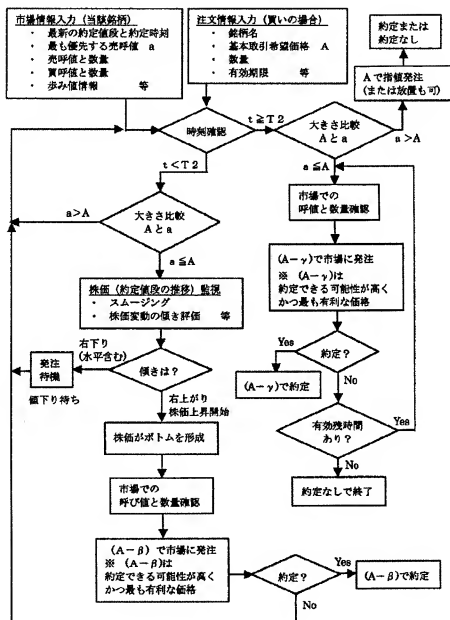 市場情報入力(当該銘柄)
・ 最新の約定値段と約定時刻
・ 最も優先する売呼値 a
・ 売呼値と数量
・ 買呼値と数量
・ 歩み値情報 等
注文情報入力(買いの場合)
・ 銘柄名
・ 基本取引希望価格 A
・ 数量
・ 有効期限 等
約定または
約定なし
Aで指値発注
(または放置も可)
時刻確認
t≧T2
大きさ比較
Aとa
a>A
t<T2
a≦A
a>A
大きさ比較
Aとa
a≦A
市場での
呼値と数量確認
(A-γ)で市場に発注
※ (A-γ)は
約定できる可能性が高く
かつ最も有利な価格
株価(約定値段の推移)監視
・ スムージング
・ 株価変動の傾き評価 等
右下り
(水平含む)
発注
待機
値下り待ち
傾きは?
右上がり
株価上昇開始
Yes
約定?
No
(A-γ)で約定
有効残時間
あり?
Yes
No
約定なしで終了
株価がボトムを形成
市場での
呼び値と数量確認
(A-β)で市場に発注
※ (A-β)は
約定できる可能性が高く
かつ最も有利な価格
約定?
Yes
(A-β)で約定
No